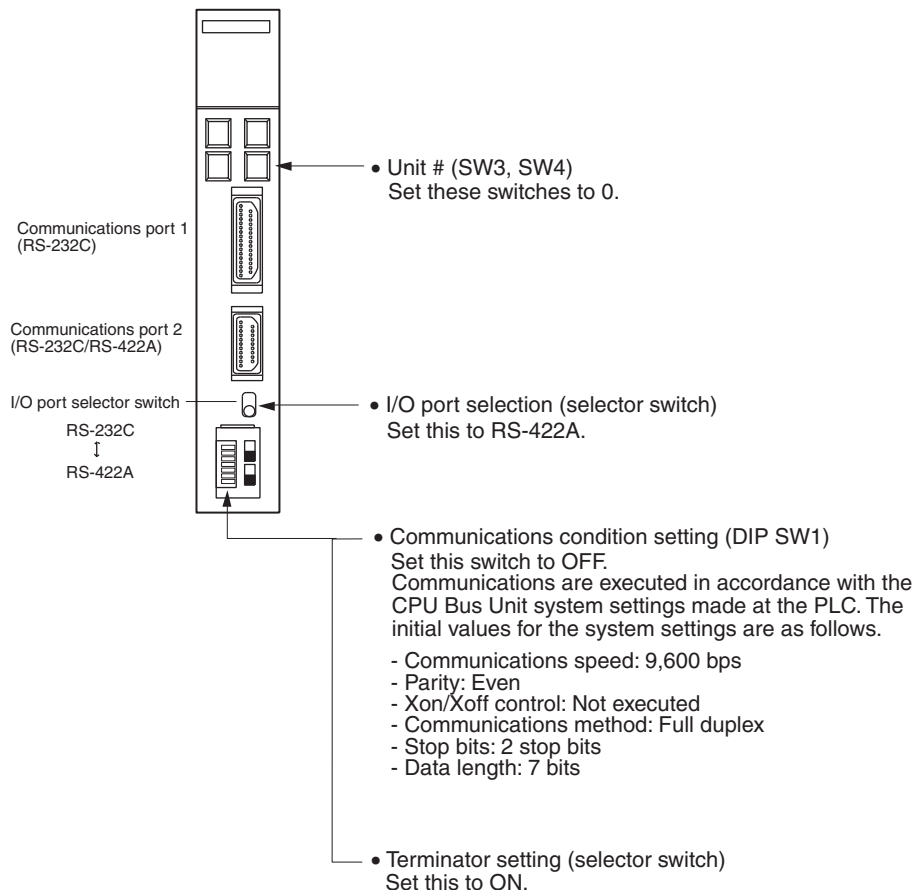 • Unit # (SW3, SW4)
Set these switches to 0.
Communications port 1
(RS-232C)
Communications port 2
(RS-232C/RS-422A)
I/O port selector switch
RS-232C
↕
RS-422A
• I/O port selection (selector switch)
Set this to RS-422A.
• Communications condition setting (DIP SW1)
Set this switch to OFF.
Communications are executed in accordance with the
CPU Bus Unit system settings made at the PLC. The
initial values for the system settings are as follows.
- Communications speed: 9,600 bps
- Parity: Even
- Xon/Xoff control: Not executed
- Communications method: Full duplex
- Stop bits: 2 stop bits
- Data length: 7 bits
• Terminator setting (selector switch)
Set this to ON.